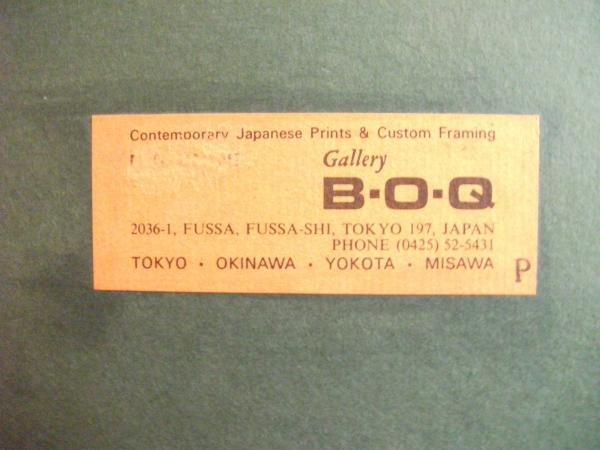 Contemporary Japanese Prints & Custom Framing
Gallery
B·O·Q
2036-1, FUSSA, FUSSA-SHI, TOKYO 197, JAPAN
PHONE (0425) 52-5431
TOKYO · OKINAWA · YOKOTA · MISAWA
P